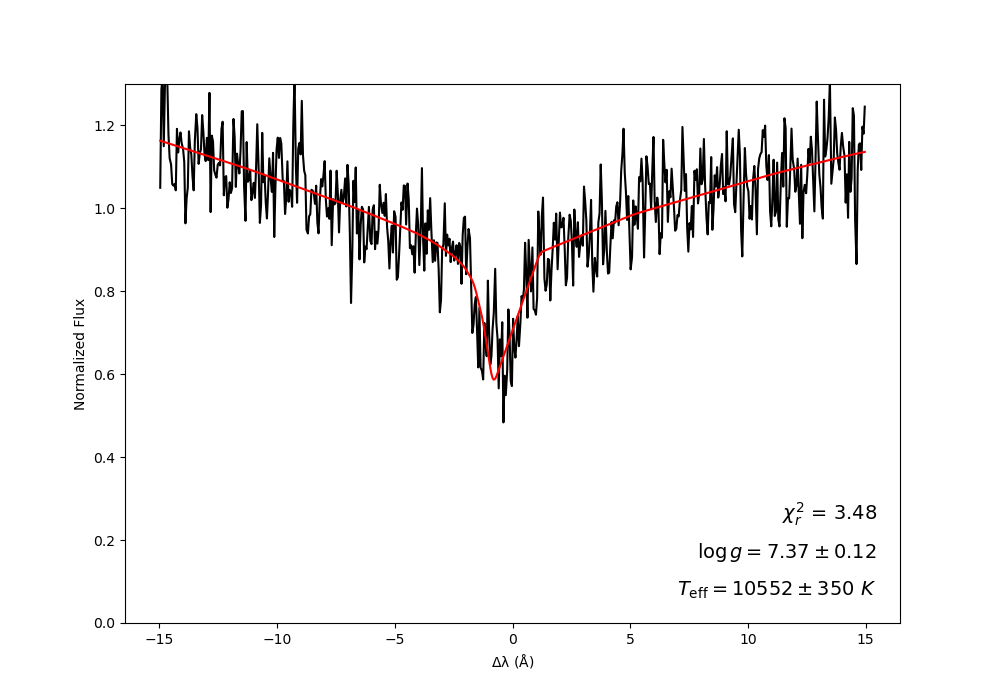 1.2
1.0
0.8
0.6
0.4
0.2
0.0
Normalized Flux
χ²ᵣ = 3.48
log g = 7.37 ± 0.12
T_eff = 10552 ± 350 K
−15 −10 −5 0 5 10 15
Δλ (Å)